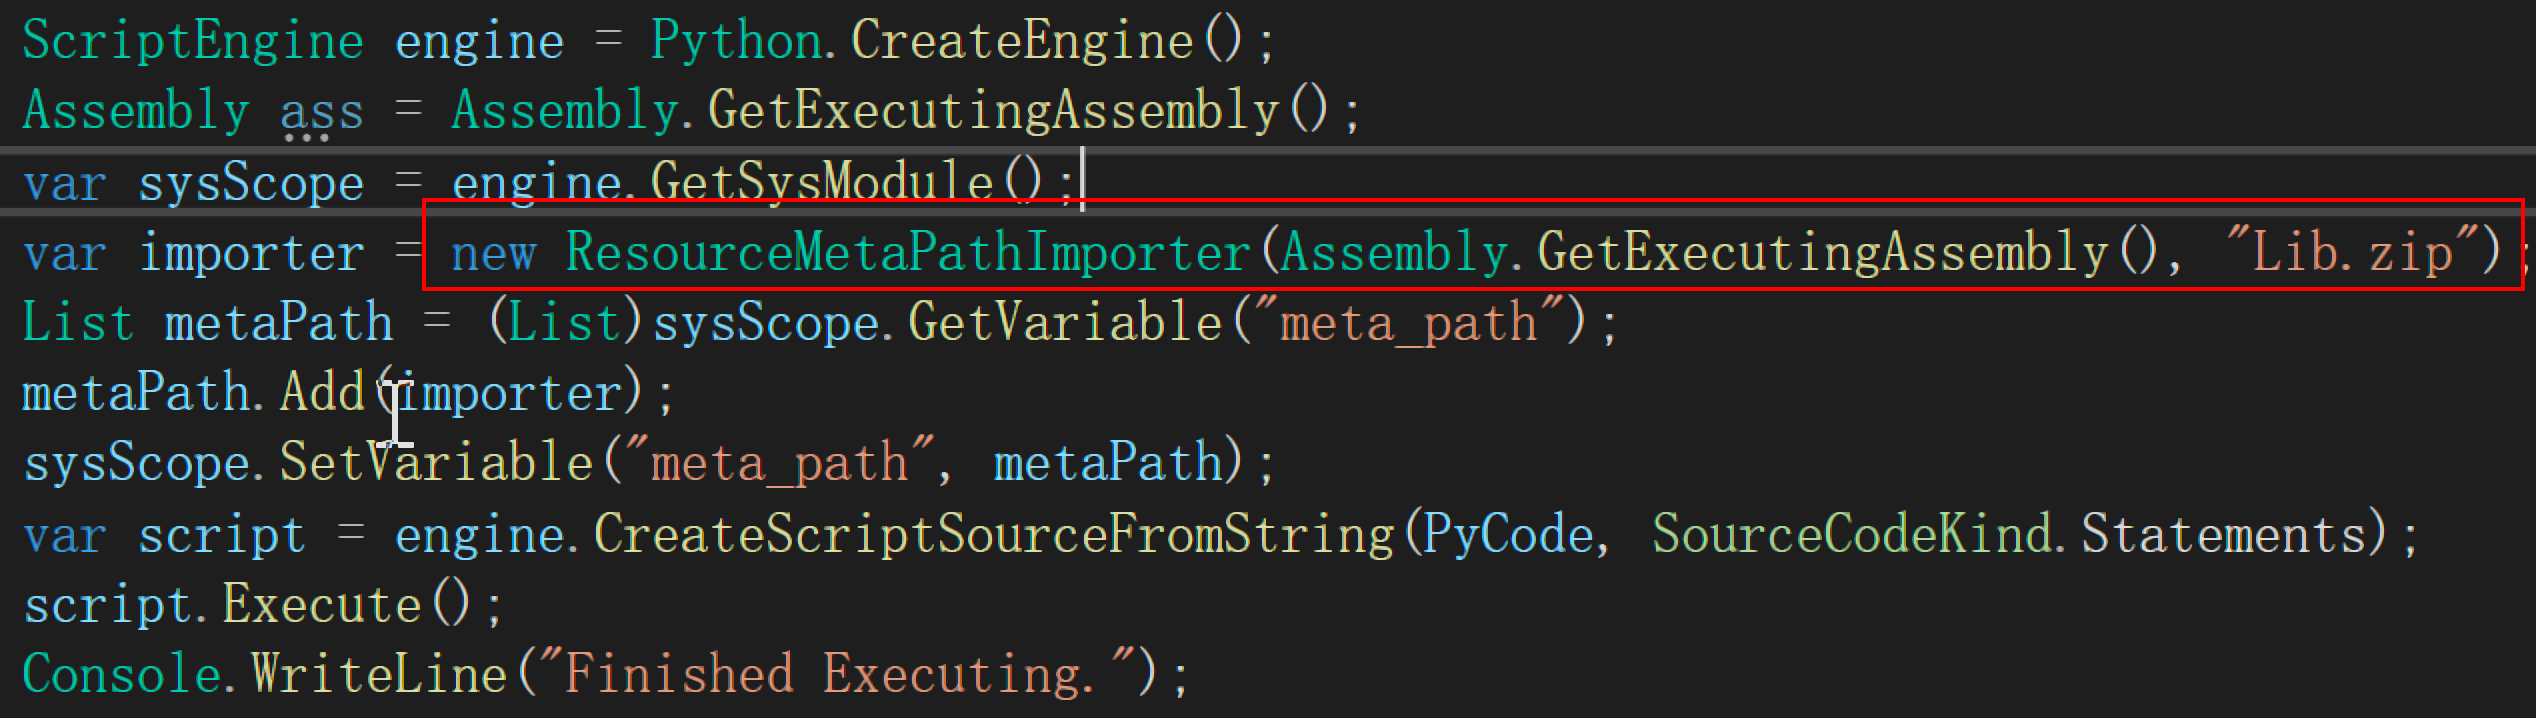 ScriptEngine engine = Python.CreateEngine();
Assembly ass = Assembly.GetExecutingAssembly();
var sysScope = engine.GetSysModule();
var importer = new ResourceMetaPathImporter(Assembly.GetExecutingAssembly(), "Lib.zip");
List metaPath = (List)sysScope.GetVariable("meta_path");
metaPath.Add(importer);
sysScope.SetVariable("meta_path", metaPath);
var script = engine.CreateScriptSourceFromString(PyCode, SourceCodeKind.Statements);
script.Execute();
Console.WriteLine("Finished Executing.");